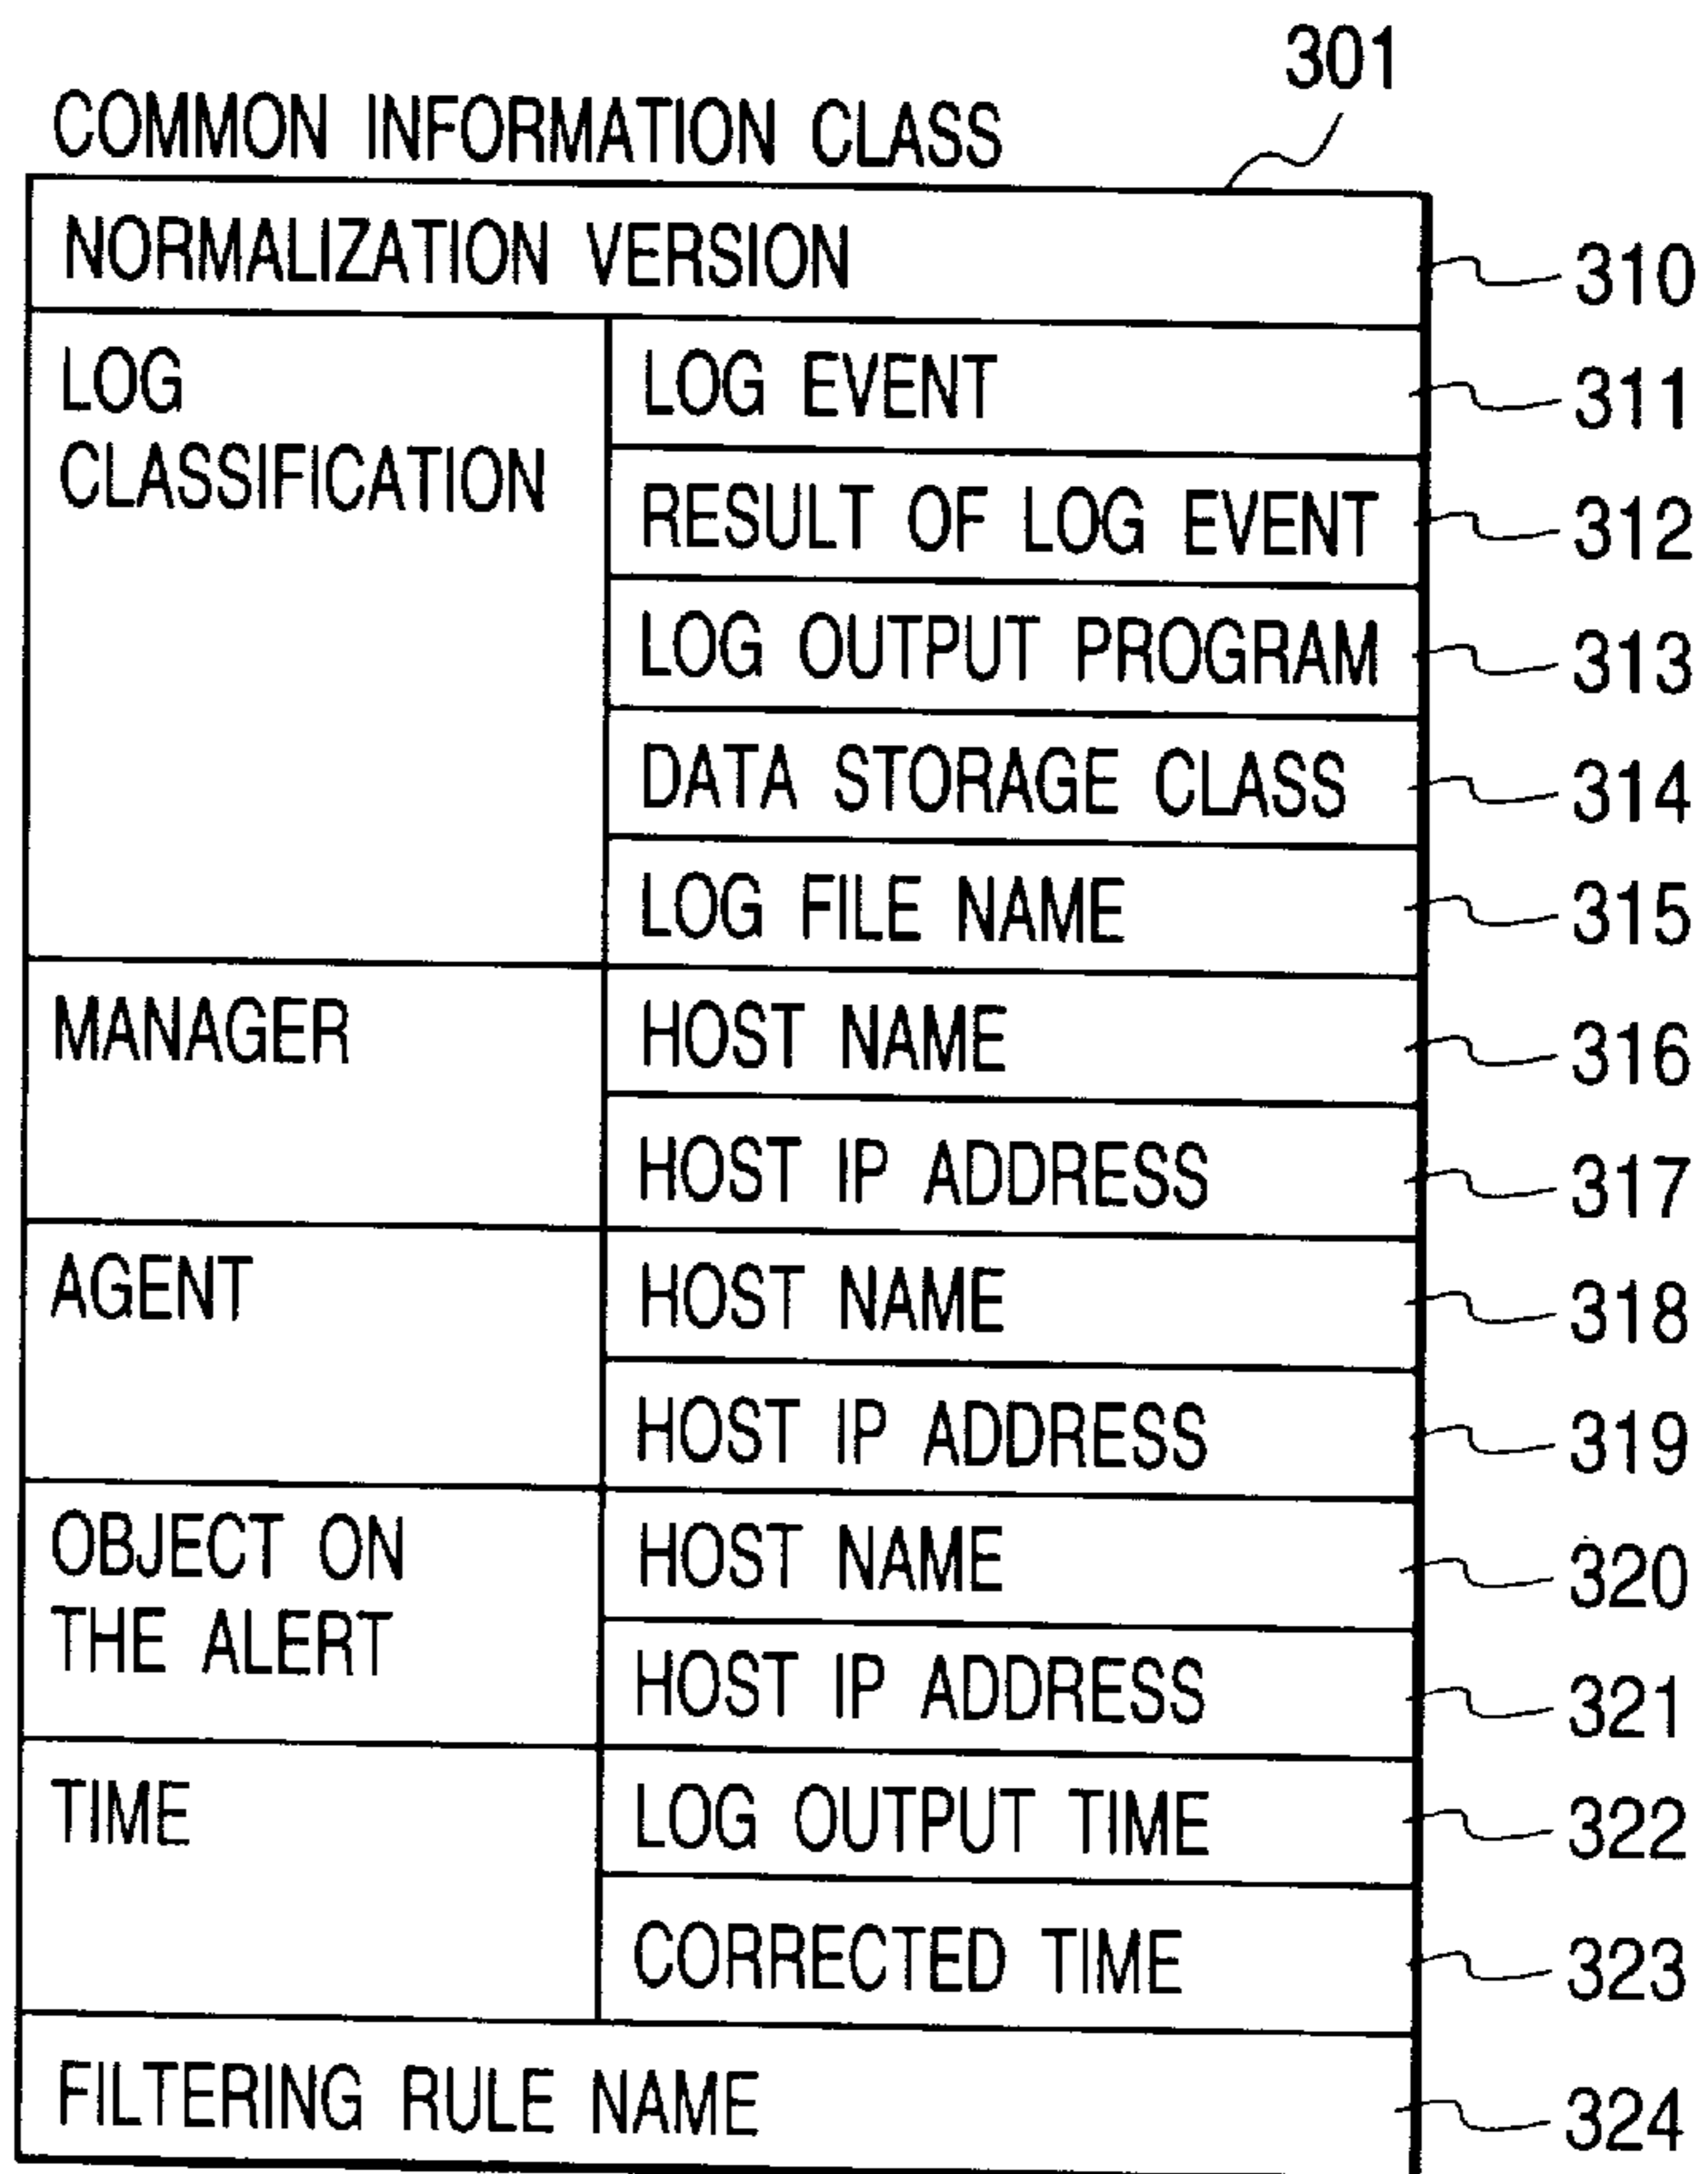 301
COMMON INFORMATION CLASS
NORMALIZATION VERSION 310
LOG CLASSIFICATION
LOG EVENT 311
RESULT OF LOG EVENT 312
LOG OUTPUT PROGRAM 313
DATA STORAGE CLASS 314
LOG FILE NAME 315
MANAGER
HOST NAME 316
HOST IP ADDRESS 317
AGENT
HOST NAME 318
HOST IP ADDRESS 319
OBJECT ON
THE ALERT
HOST NAME 320
HOST IP ADDRESS 321
TIME
LOG OUTPUT TIME 322
CORRECTED TIME 323
FILTERING RULE NAME 324